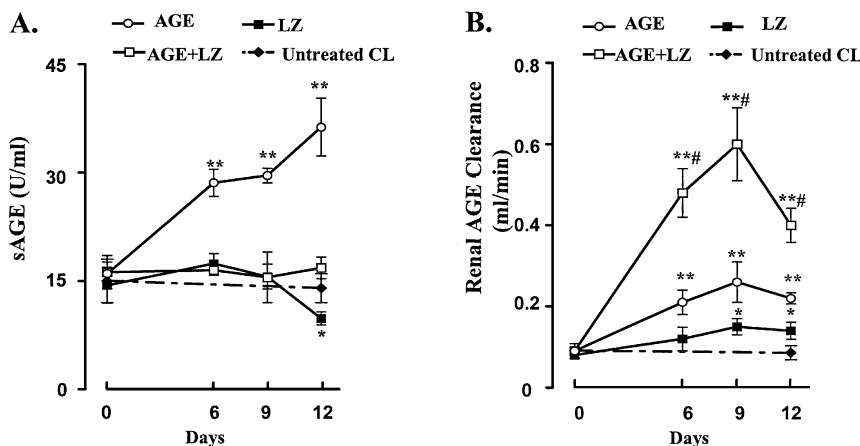 A.
AGE
LZ
AGE+LZ
Untreated CL
45
30
15
0
sAGE (U/ml)
**
**
**
*
0
6
9
12
Days
B.
AGE
LZ
AGE+LZ
Untreated CL
0.8
0.6
0.4
0.2
0
Renal AGE Clearance
(ml/min)
**#
**#
**#
**
**
**
*
*
0
6
9
12
Days